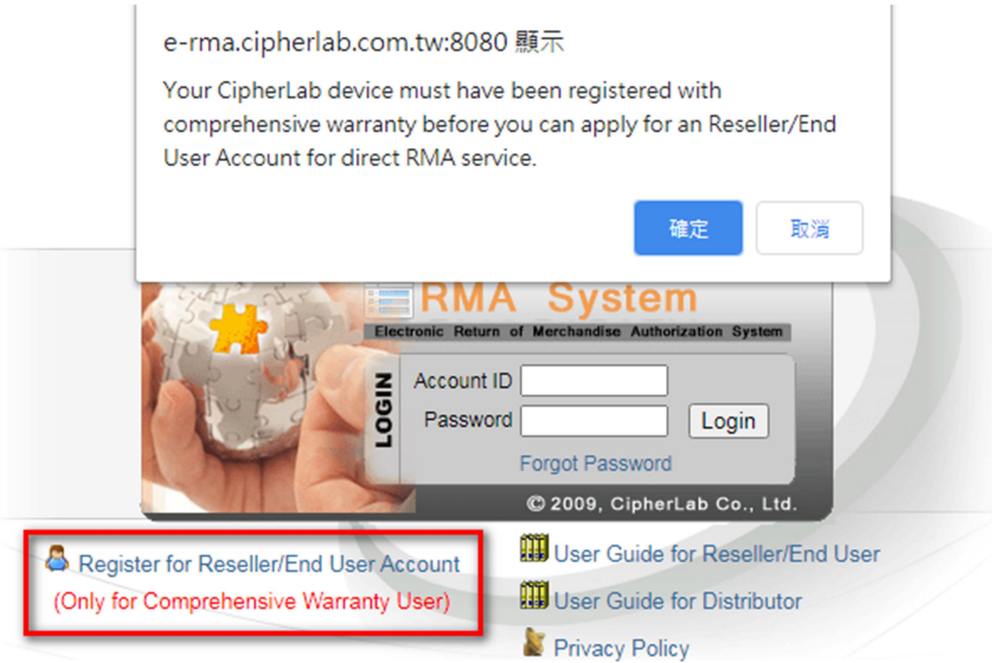 e-rma.cipherlab.com.tw:8080 顯示
Your CipherLab device must have been registered with
comprehensive warranty before you can apply for an Reseller/End
User Account for direct RMA service.
確定 取消
RMA System
Electronic Return of Merchandise Authorization System
LOGIN
Account ID
Password Login
Forgot Password
© 2009, CipherLab Co., Ltd.
Register for Reseller/End User Account
(Only for Comprehensive Warranty User)
User Guide for Reseller/End User
User Guide for Distributor
Privacy Policy